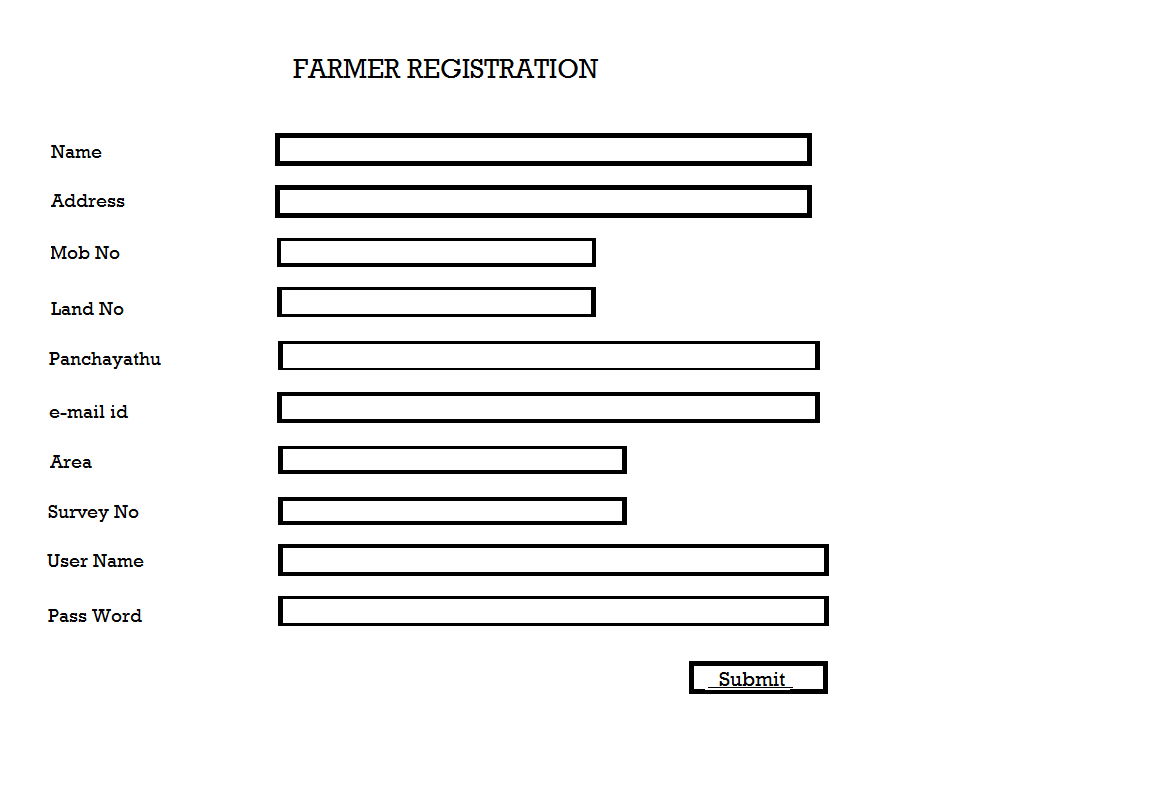 FARMER REGISTRATION
Name
Address
Mob No
Land No
Panchayathu
e-mail id
Area
Survey No
User Name
Pass Word
Submit